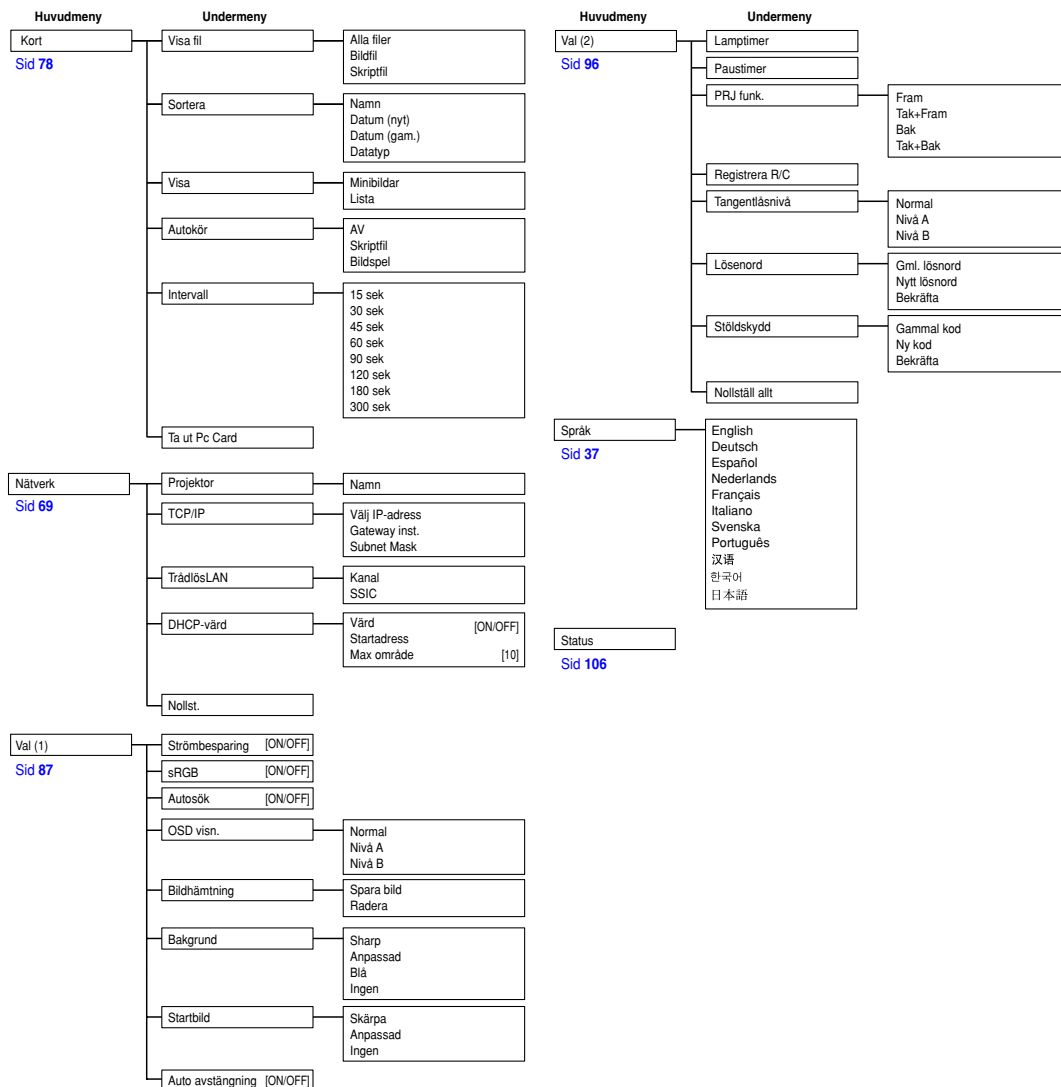 Huvudmeny Undermeny
Kort
Sid 78
Visa fil
Alla filer
Bildfil
Skriptfil
Sortera
Namn
Datum (nyt)
Datum (gam.)
Datatyp
Visa
Minibildar
Lista
Autokör
AV
Skriptfil
Bildspel
Intervall
15 sek
30 sek
45 sek
60 sek
90 sek
120 sek
180 sek
300 sek
Ta ut Pc Card
Nätverk
Sid 69
Projektor
Namn
TCP/IP
Välj IP-adress
Gateway inst.
Subnet Mask
TrådlösLAN
Kanal
SSIC
DHCP-värd
Värd [ON/OFF]
Startadress
Max område [10]
Nollst.
Val (1)
Sid 87
Strömbesparing [ON/OFF]
sRGB [ON/OFF]
Autosök [ON/OFF]
OSD visn.
Normal
Nivå A
Nivå B
Bildhämtning
Spara bild
Radera
Bakgrund
Sharp
Anpassad
Blå
Ingen
Startbild
Skärpa
Anpassad
Ingen
Auto avstängning [ON/OFF]
Huvudmeny Undermeny
Val (2)
Sid 96
Lamptimer
Paustimer
PRJ funk.
Fram
Tak+Fram
Bak
Tak+Bak
Registrera R/C
Tangentlåsnivå
Normal
Nivå A
Nivå B
Lösenord
Gml. lösnord
Nytt lösnord
Bekräfta
Stöldskydd
Gammal kod
Ny kod
Bekräfta
Nollställ allt
Språk
Sid 37
English
Deutsch
Español
Nederlands
Français
Italiano
Svenska
Português
汉语
한국어
日本語
Status
Sid 106